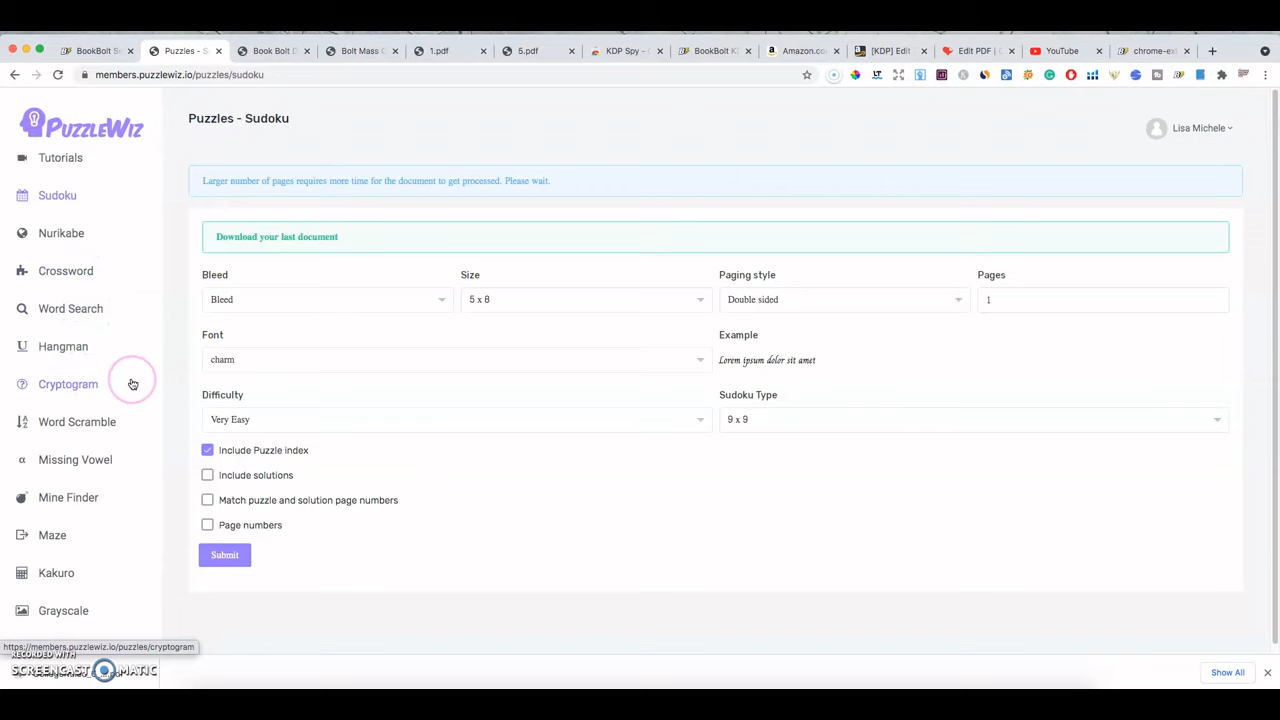 BookBolt Se
Puzzles - S
Book Bolt D
Bolt Mass C
1.pdf
5.pdf
KDP Spy - C
BookBolt K
Amazon.co
[KDP] Edit
Edit PDF | C
YouTube
chrome-ex
members.puzzlewiz.io/puzzles/sudoku
PUZZLEWIZ
Puzzles - Sudoku
Lisa Michele
Tutorials
Sudoku
Nurikabe
Crossword
Word Search
Hangman
Cryptogram
Word Scramble
Missing Vowel
Mine Finder
Maze
Kakuro
Grayscale
Larger number of pages requires more time for the document to get processed. Please wait.
Download your last document
Bleed
Size
Paging style
Pages
Bleed
5 x 8
Double sided
1
Font
Example
charm
Lorem ipsum dolor sit amet
Difficulty
Sudoku Type
Very Easy
9 x 9
Include Puzzle index
Include solutions
Match puzzle and solution page numbers
Page numbers
Submit
https://members.puzzlewiz.io/puzzles/cryptogram
RECORDED WITH
SCREENCAST MATIC
Show All